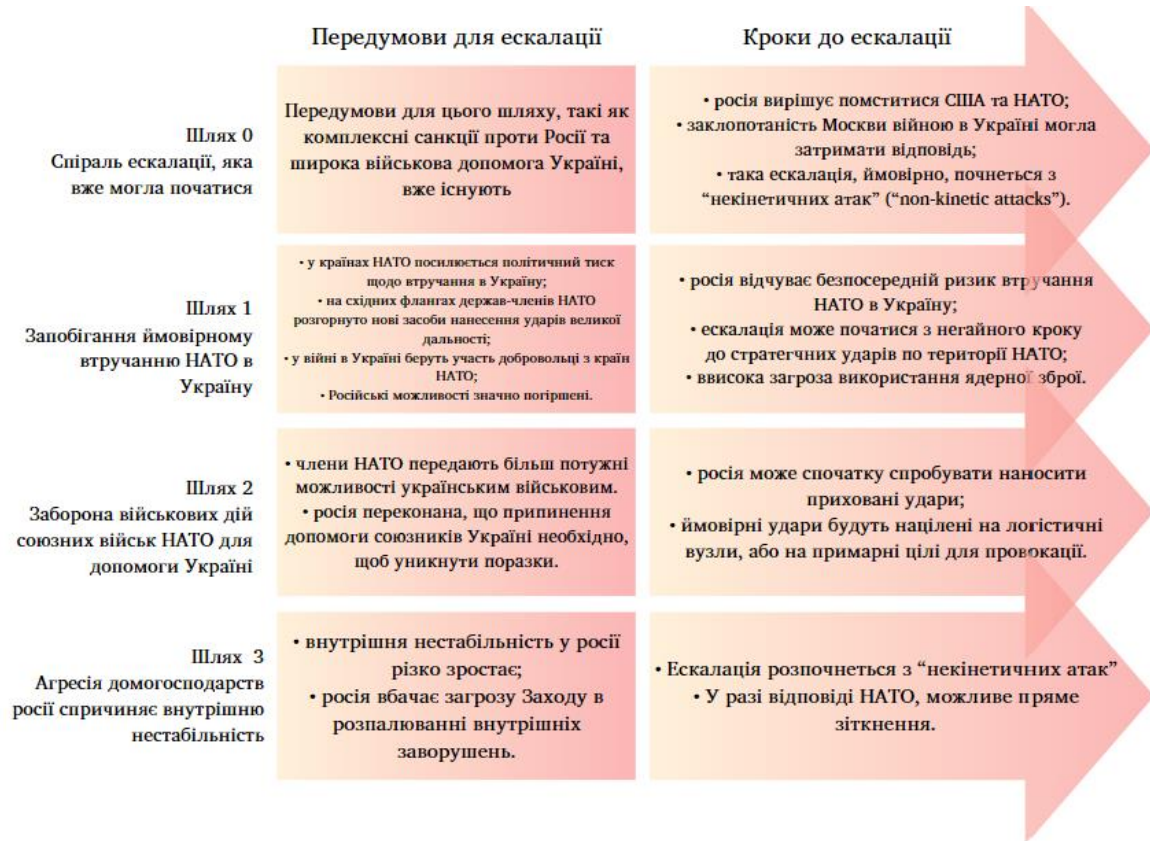 Передумови для ескалації
Кроки до ескалації
Шлях 0
Спіраль ескалації, яка
вже могла початися
Передумови для цього шляху, такі як
комплексні санкції проти Росії та
широка військова допомога Україні,
вже існують
• росія вирішує помститися США та НАТО;
• заклопотаність Москви війною в Україні могла
затримати відповідь;
• така ескалація, ймовірно, почнеться з
“некінетичних атак” (“non-kinetic attacks”).
Шлях 1
Запобігання ймовірному
втручанню НАТО в
Україну
• у країнах НАТО посилюється політичний тиск
щодо втручання в Україну;
• на східних флангах держав-членів НАТО
розгорнуто нові засоби нанесення ударів великої
дальності;
• у війні в Україні беруть участь добровольці з країн
НАТО;
• Російські можливості значно погіршені.
• росія відчуває безпосередній ризик втручання
НАТО в Україну;
• ескалація може початися з негайного кроку
до стратегчних ударів по території НАТО;
• ввисока загроза використання ядерної зброї.
Шлях 2
Заборона військових дій
союзних військ НАТО для
допомоги Україні
• члени НАТО передають більш потужні
можливості українським військовим.
• росія переконана, що припинення
допомоги союзників Україні необхідно,
щоб уникнути поразки.
• росія може спочатку спробувати наносити
приховані удари;
• ймовірні удари будуть націлені на логістичні
вузли, або на примарні цілі для провокації.
Шлях 3
Агресія домогосподарств
росії спричиняє внутрішню
нестабільність
• внутрішня нестабільність у росії
різко зростає;
• росія вбачає загрозу Заходу в
розпалюванні внутрішніх
заворушень.
• Ескалація розпочнеться з “некінетичних атак”
• У разі відповіді НАТО, можливе пряме
зіткнення.